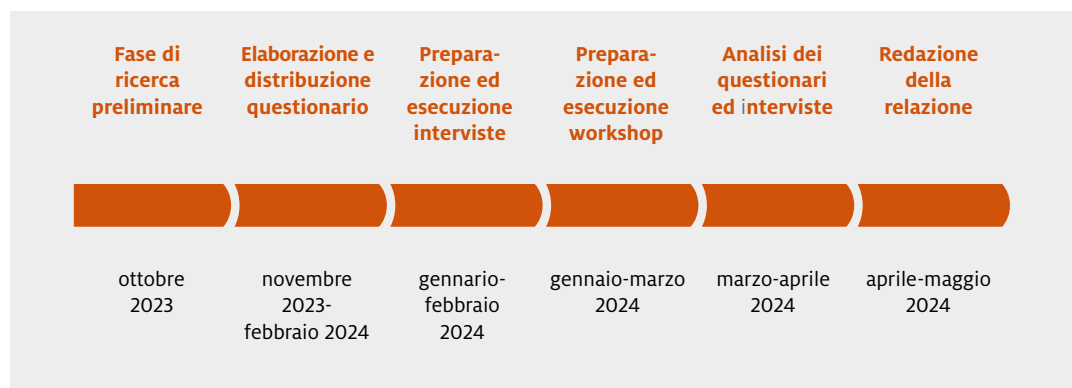 Fase di
ricerca
preliminare
Elaborazione e
distribuzione
questionario
Prepara-
zione ed
esecuzione
interviste
Prepara-
zione ed
esecuzione
workshop
Analisi dei
questionari
ed interviste
Redazione
della
relazione
ottobre
2023
novembre
2023-
febbraio 2024
gennario-
febbraio
2024
gennaio-marzo
2024
marzo-aprile
2024
aprile-maggio
2024